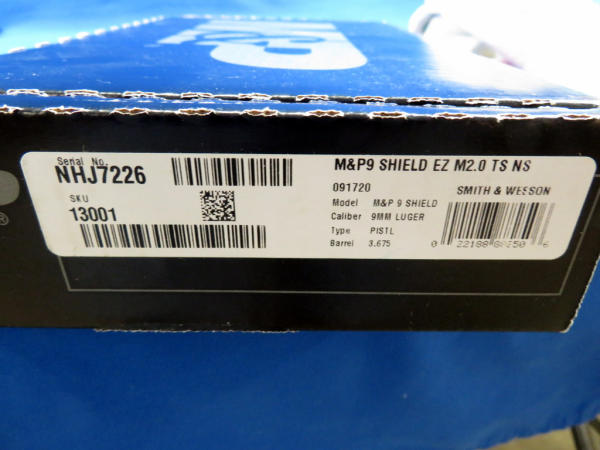 M&P
Serial No.
NHJ7226
SKU
13001
M&P9 SHIELD EZ M2.0 TS NS
091720
SMITH & WESSON
Model M&P 9 SHIELD
Caliber 9MM LUGER
Type PISTL
Barrel 3.675
®